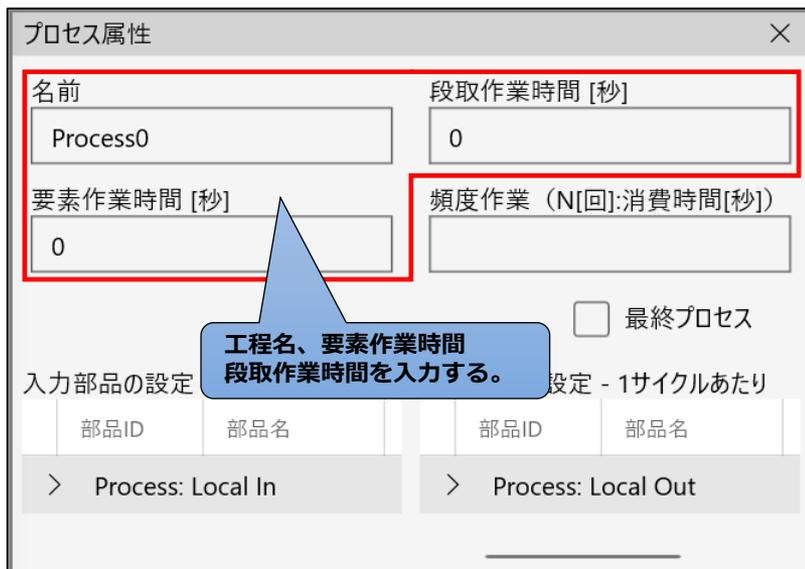 プロセス属性
名前
段取作業時間 [秒]
Process0
0
要素作業時間 [秒]
頻度作業（N[回]:消費時間[秒]）
0
最終プロセス
工程名、要素作業時間
段取作業時間を入力する。
入力部品の設定
設定 - 1サイクルあたり
部品ID
部品名
部品ID
部品名
Process: Local In
Process: Local Out